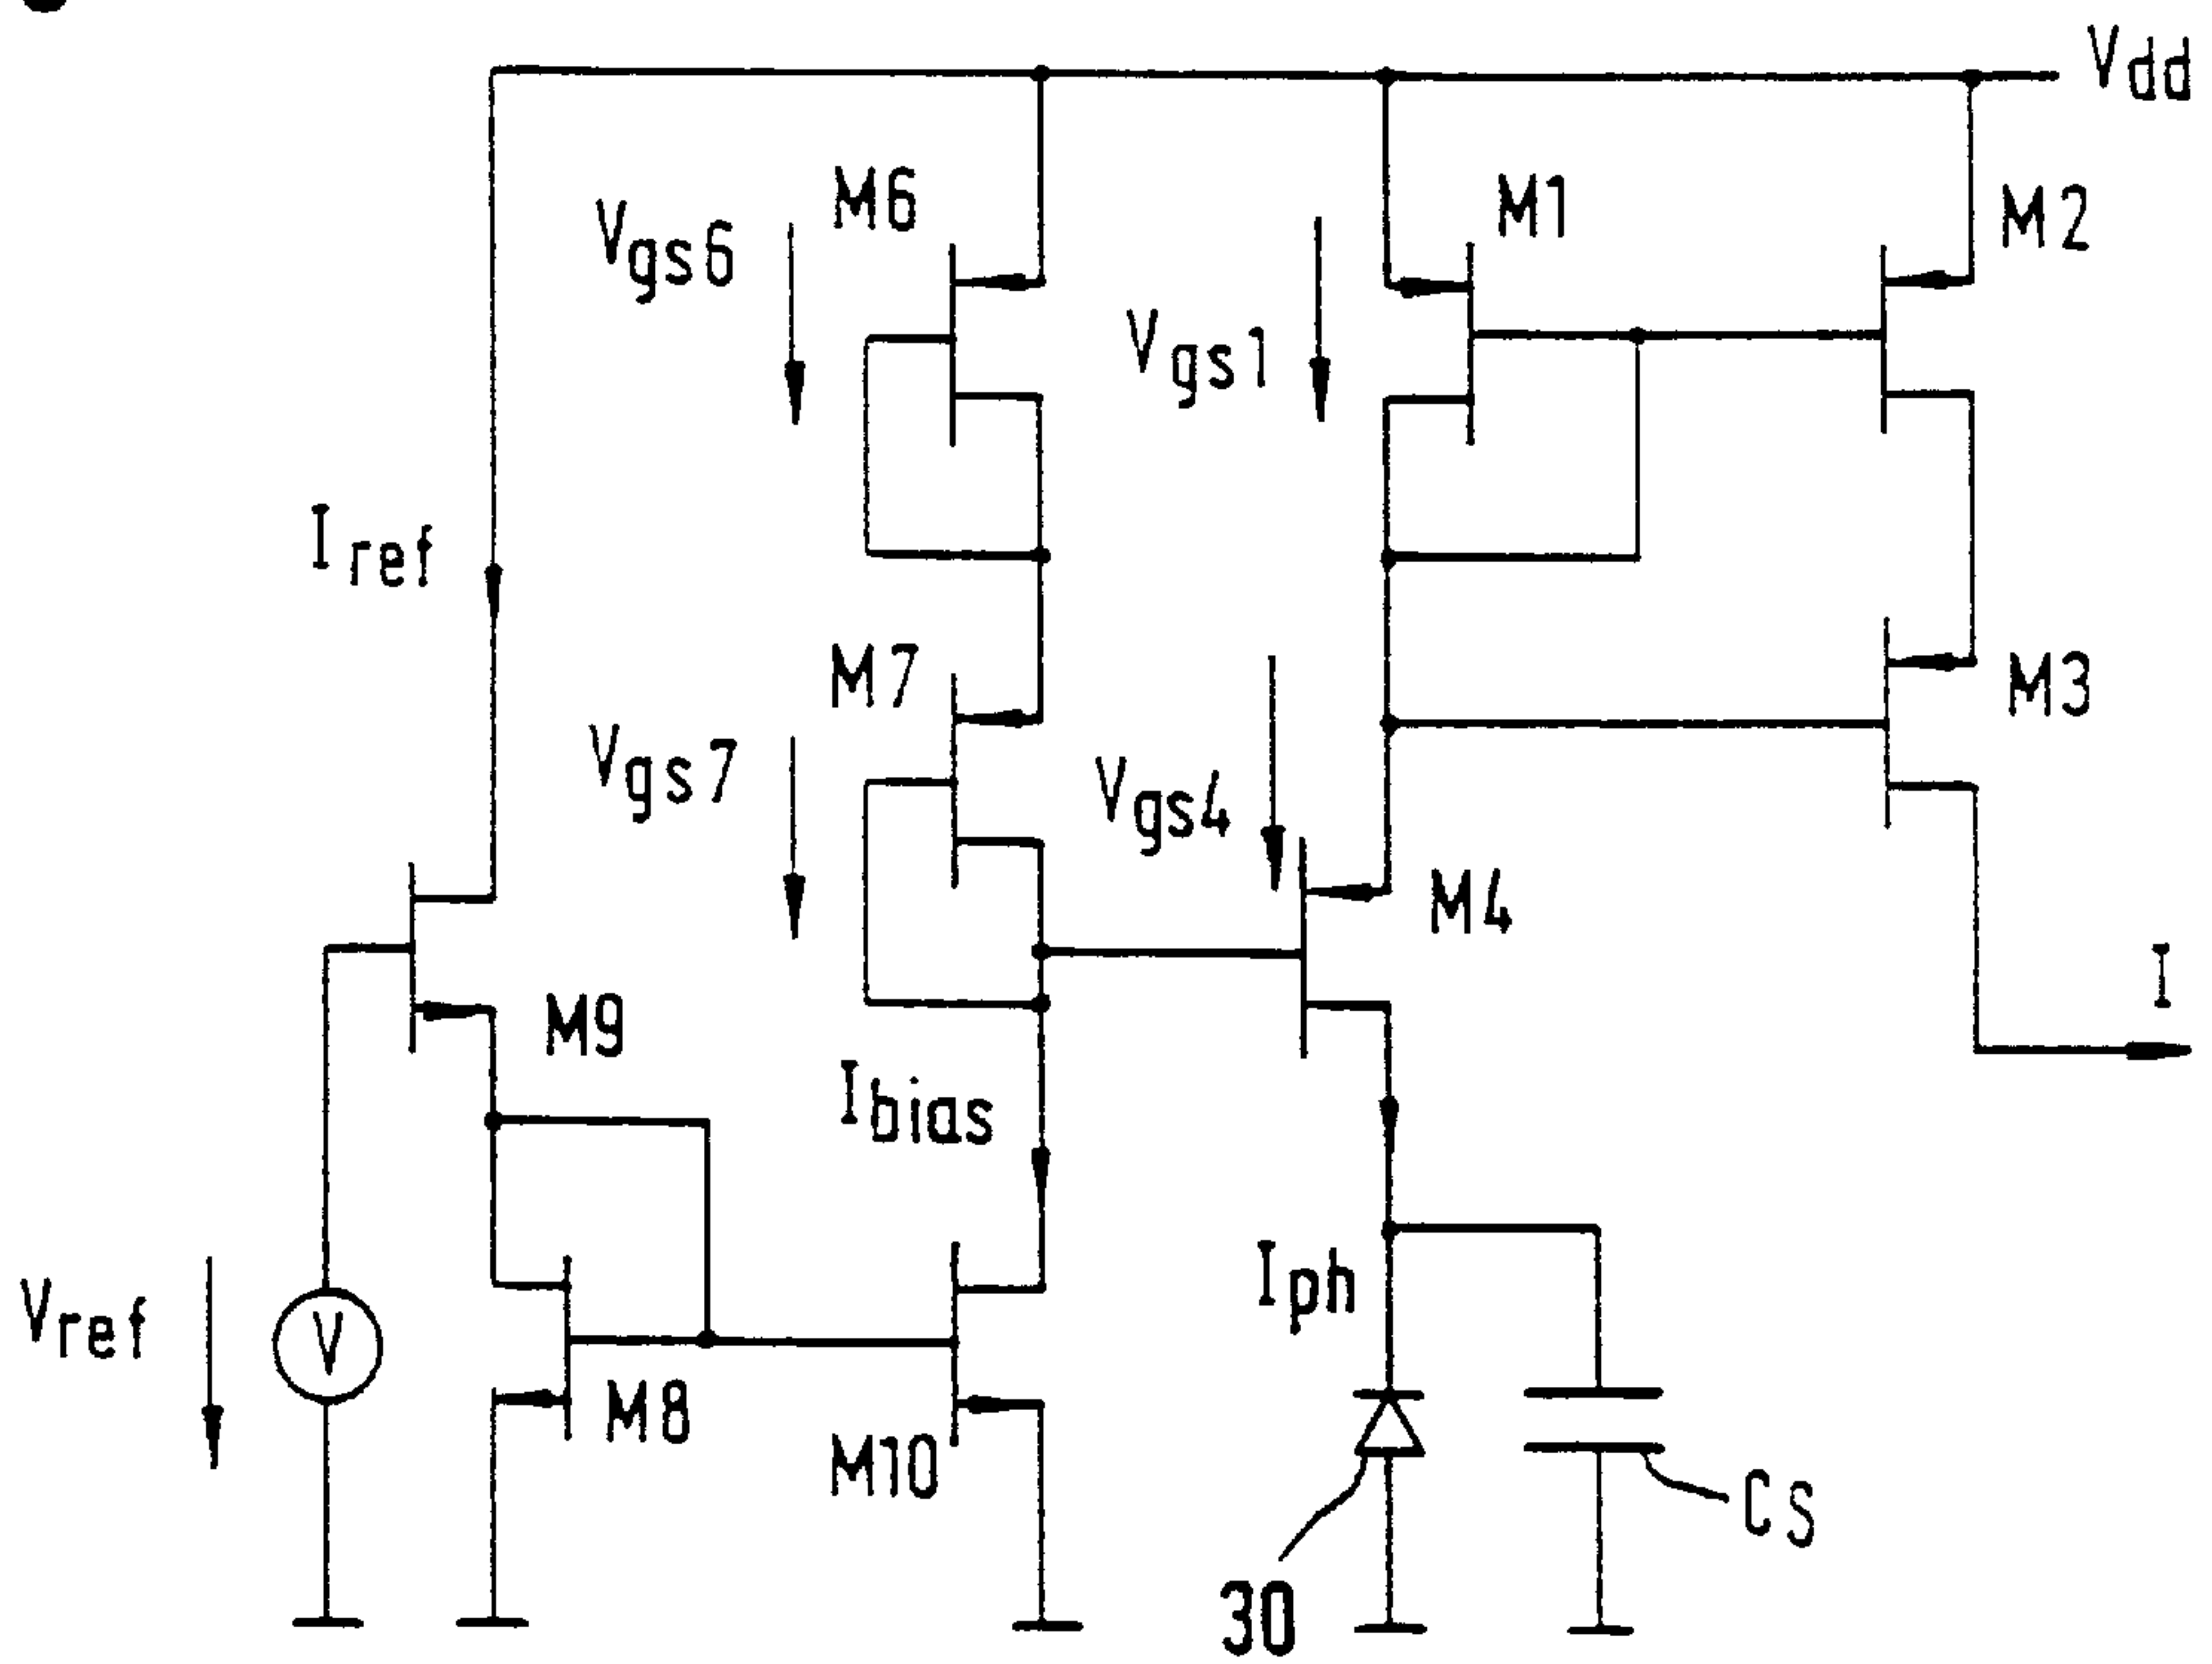 Vdd
M6
M1
M2
Vgs6
Vgs1
Iref
M7
M3
Vgs7
Vgs4
M4
I
M9
Ibias
Iph
Vref
V
M8
M10
Cs
30